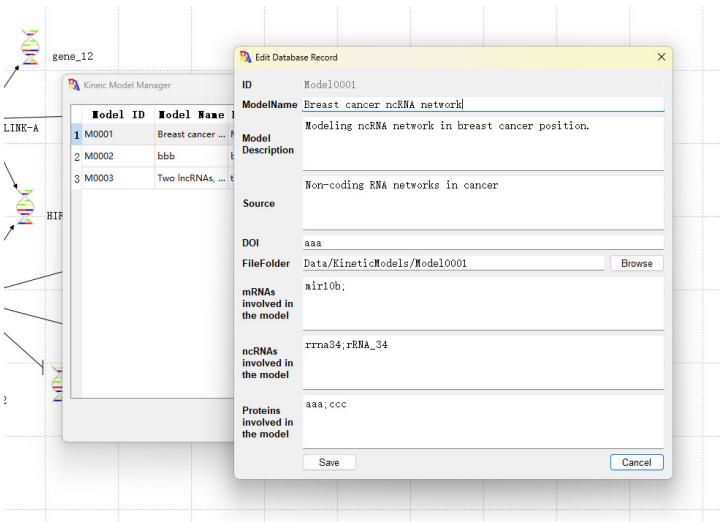 gene_12
LINK-A
HIF
2
Kineic Model Manager
Model ID Model Name
1 M0001 Breast cancer ...
2 M0002 bbb b
3 M0003 Two lncRNAs, ... t
Edit Database Record
ID Model0001
ModelName Breast cancer ncRNA network
Model Description Modeling ncRNA network in breast cancer position.
Source Non-coding RNA networks in cancer
DOI aaa
FileFolder Data/KineticModels/Model0001 Browse
mRNAs involved in the model mir10b;
ncRNAs involved in the model rrna34;rRNA_34
Proteins involved in the model aaa;ccc
Save Cancel